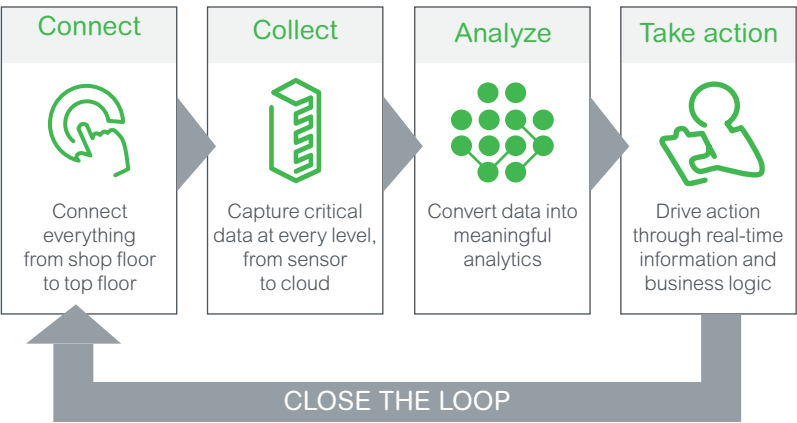 Connect
Connect
everything
from shop floor
to top floor
Collect
Capture critical
data at every level,
from sensor
to cloud
Analyze
Convert data into
meaningful
analytics
Take action
Drive action
through real-time
information and
business logic
CLOSE THE LOOP